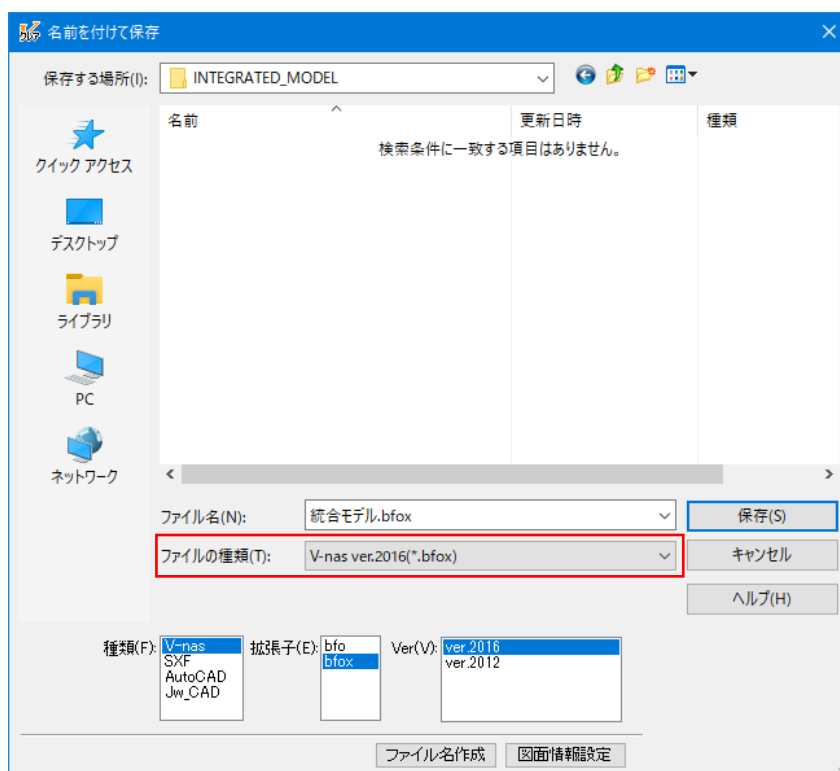 名前を付けて保存
保存する場所(I): INTEGRATED_MODEL
名前 更新日時 種類
検索条件に一致する項目はありません。
クイック アクセス
デスクトップ
ライブラリ
PC
ネットワーク
ファイル名(N): 統合モデル.bfox 保存(S)
ファイルの種類(T): V-nas ver.2016(*.bfox) キャンセル
ヘルプ(H)
種類(F): V-nas 拡張子(E): bfo Ver(V): ver.2016
SXF bfox ver.2012
AutoCAD
Jw_CAD
ファイル名作成 図面情報設定